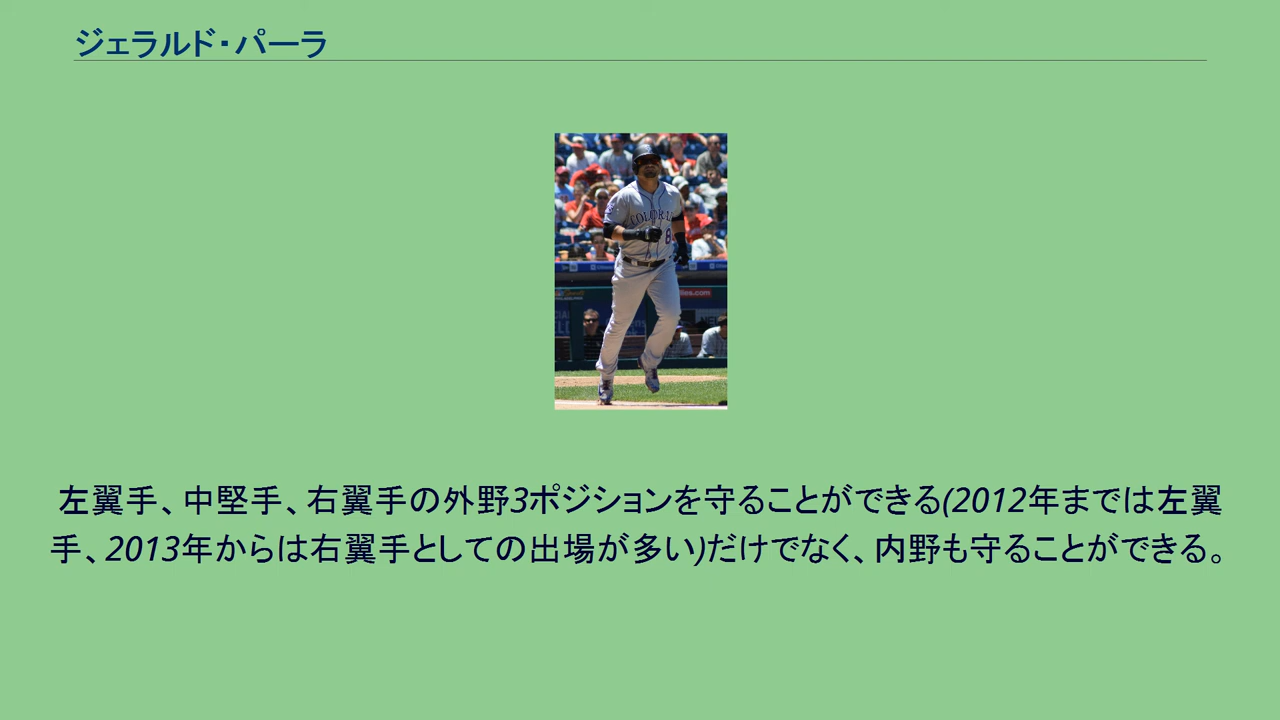 ジェラルド・パーラ
COLORA
8
左翼手、中堅手、右翼手の外野3ポジションを守ることができる(2012年までは左翼
手、2013年からは右翼手としての出場が多い)だけでなく、内野も守ることができる。